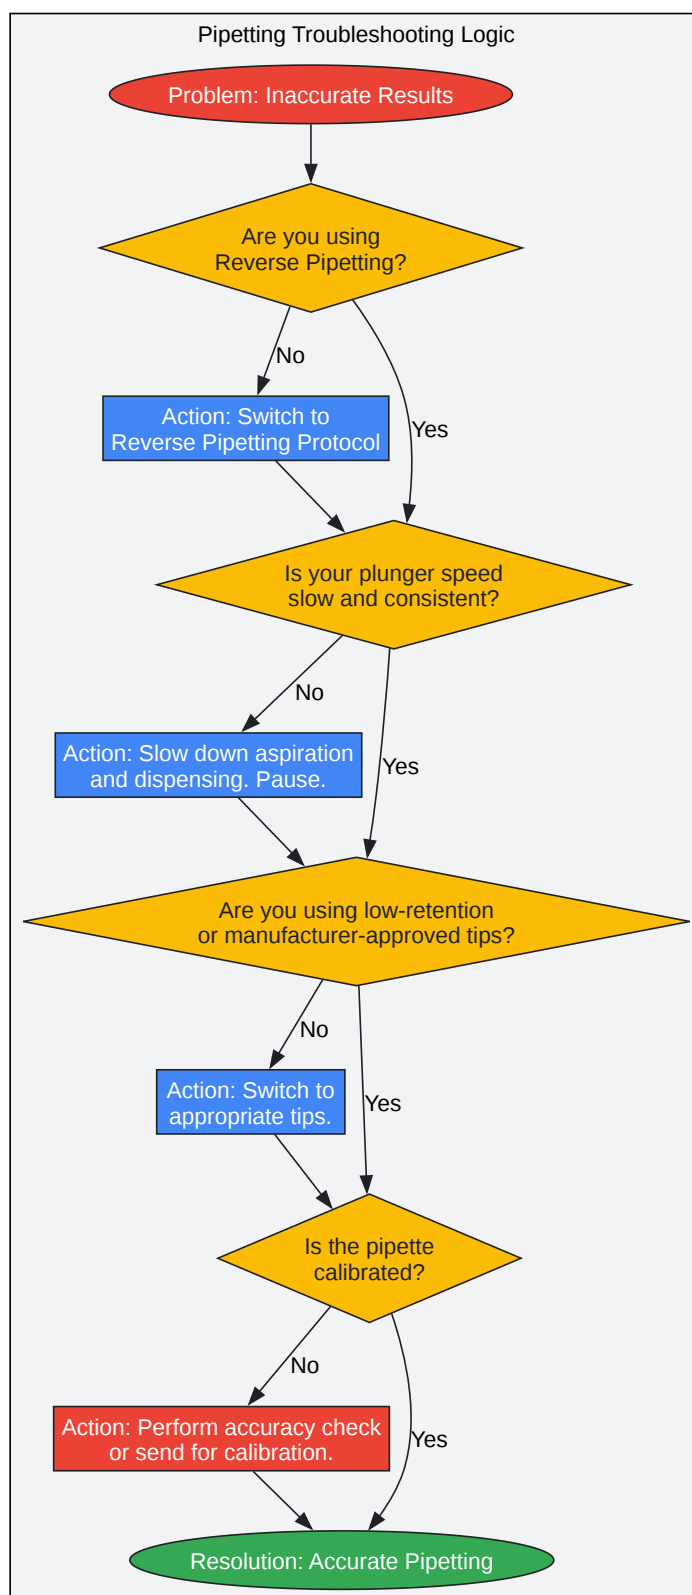 Pipetting Troubleshooting Logic
Problem: Inaccurate Results
Are you using
Reverse Pipetting?
No
Action: Switch to
Reverse Pipetting Protocol
Yes
Is your plunger speed
slow and consistent?
No
Action: Slow down aspiration
and dispensing. Pause.
Yes
Are you using low-retention
or manufacturer-approved tips?
No
Action: Switch to
appropriate tips.
Yes
Is the pipette
calibrated?
No
Action: Perform accuracy check
or send for calibration.
Yes
Resolution: Accurate Pipetting